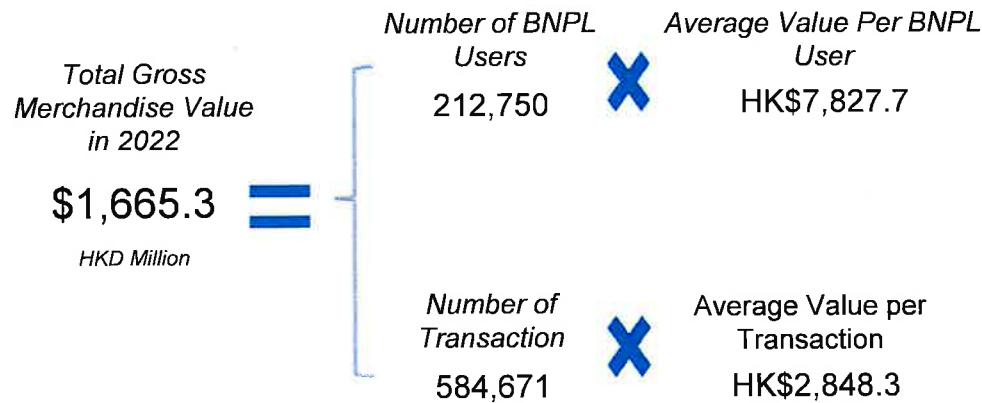 Total Gross
Merchandise Value
in 2022
$1,665.3
HKD Million
Number of BNPL
Users
212,750
Average Value Per BNPL
User
HK$7,827.7
Number of
Transaction
584,671
Average Value per
Transaction
HK$2,848.3